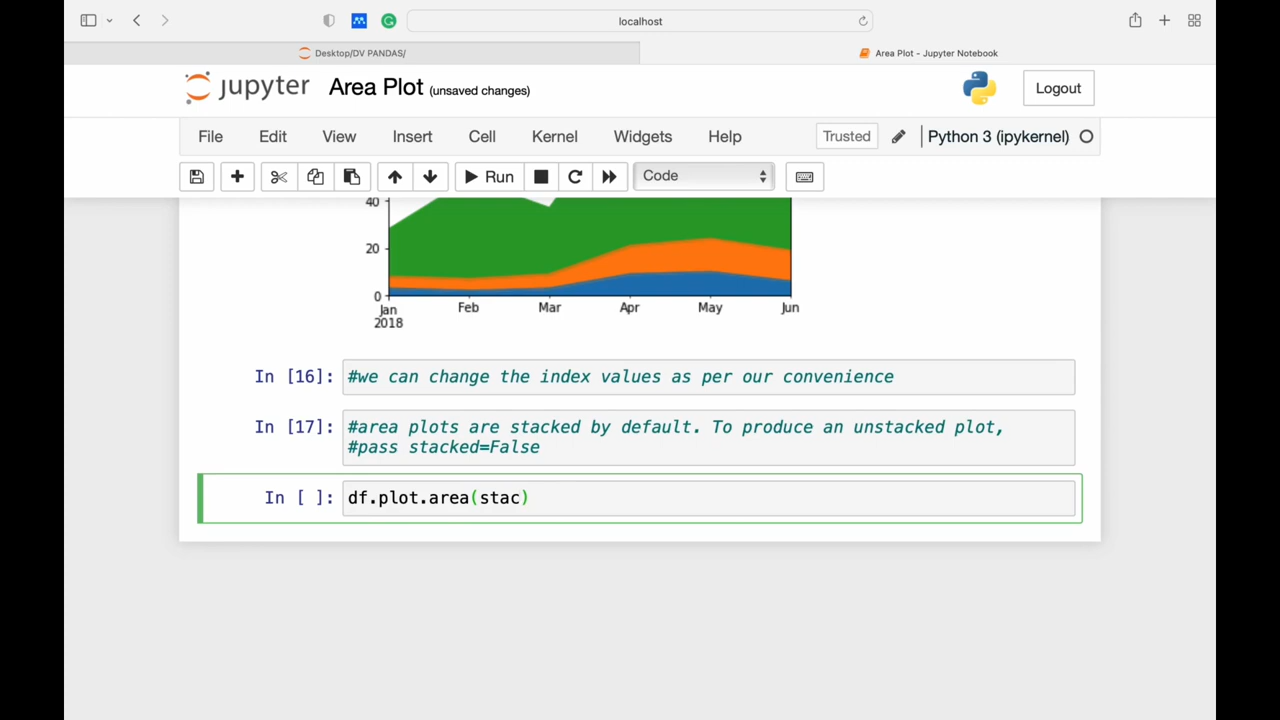 localhost
Desktop/DV PANDAS/
Area Plot - Jupyter Notebook
jupyter Area Plot (unsaved changes)
Logout
File Edit View Insert Cell Kernel Widgets Help
Trusted
Python 3 (ipykernel)
Run
Code
40
20
0
Jan Feb Mar Apr May Jun
2018
In [16]: #we can change the index values as per our convenience
In [17]: #area plots are stacked by default. To produce an unstacked plot,
#pass stacked=False
In [ ]: df.plot.area(stac)